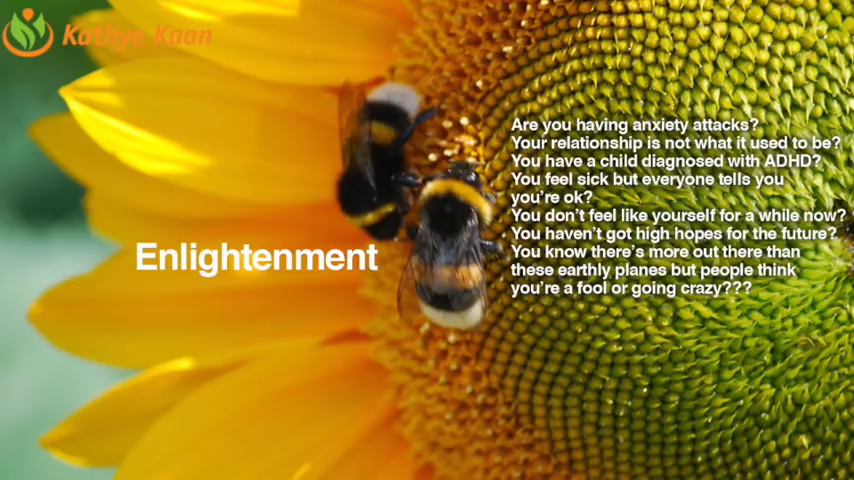 Kathye Kaan
Enlightenment
Are you having anxiety attacks?
Your relationship is not what it used to be?
You have a child diagnosed with ADHD?
You feel sick but everyone tells you
you're ok?
You don't feel like yourself for a while now?
You haven't got high hopes for the future?
You know there's more out there than
these earthly planes but people think
you're a fool or going crazy???